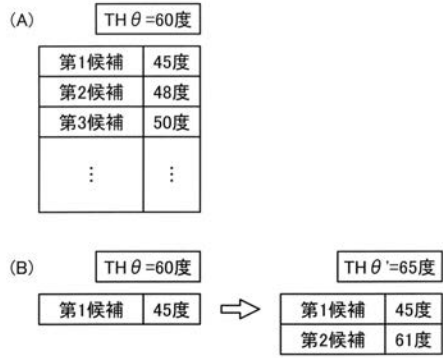 (A)
THθ=60度
第1候補 45度
第2候補 48度
第3候補 50度
⋮ ⋮
(B)
THθ=60度
THθ'=65度
第1候補 45度
第1候補 45度
第2候補 61度